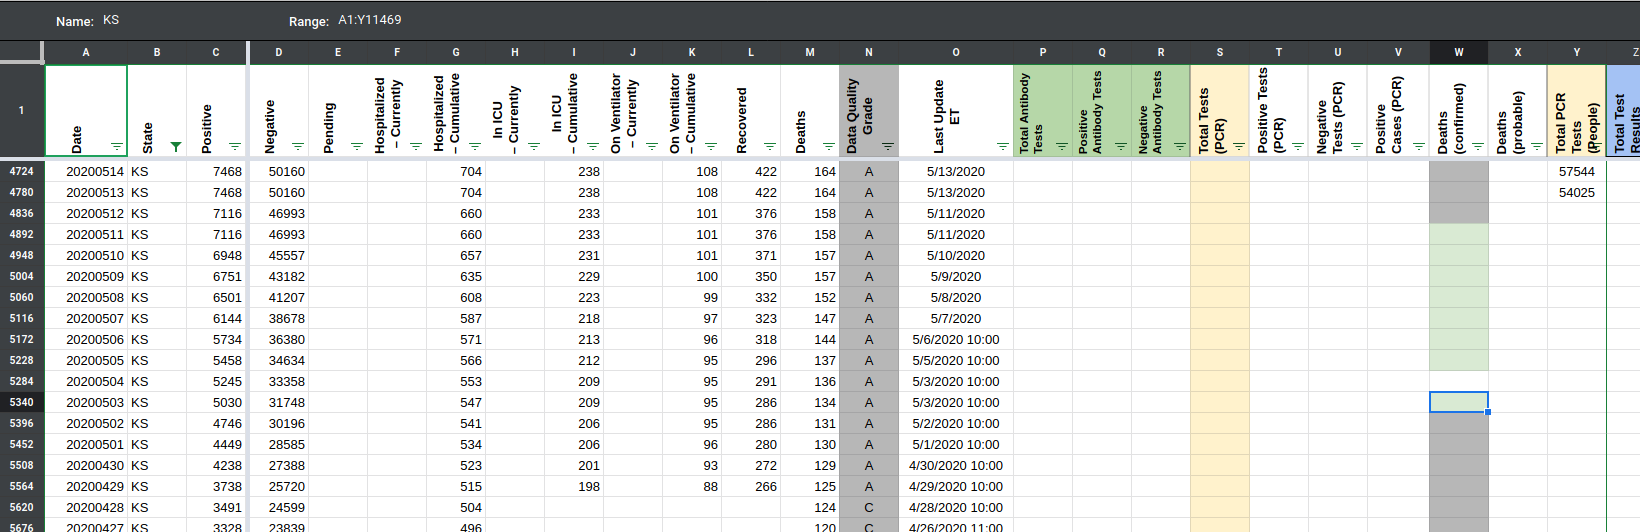 Name: KS Range: A1:Y11469
A B C D E F G H I J K L M N O P Q R S T U V W X Y Z
1 Date State Positive Negative Pending Hospitalized – Currently Hospitalized – Cumulative In ICU – Currently In ICU – Cumulative On Ventilator – Currently On Ventilator – Cumulative Recovered Deaths Data Quality Grade Last Update ET Total Antibody Tests Positive Antibody Tests Negative Antibody Tests Total Tests (PCR) Positive Tests (PCR) Negative Tests (PCR) Positive Cases (PCR) Deaths (confirmed) Deaths (probable) Total PCR Tests (People) Total Test Results
4724 20200514 KS 7468 50160 704 238 108 422 164 A 5/13/2020 57544
4780 20200513 KS 7468 50160 704 238 108 422 164 A 5/13/2020 54025
4836 20200512 KS 7116 46993 660 233 101 376 158 A 5/11/2020
4892 20200511 KS 7116 46993 660 233 101 376 158 A 5/11/2020
4948 20200510 KS 6948 45557 657 231 101 371 157 A 5/10/2020
5004 20200509 KS 6751 43182 635 229 100 350 157 A 5/9/2020
5060 20200508 KS 6501 41207 608 223 99 332 152 A 5/8/2020
5116 20200507 KS 6144 38678 587 218 97 323 147 A 5/7/2020
5172 20200506 KS 5734 36380 571 213 96 318 144 A 5/6/2020 10:00
5228 20200505 KS 5458 34634 566 212 95 296 137 A 5/5/2020 10:00
5284 20200504 KS 5245 33358 553 209 95 291 136 A 5/3/2020 10:00
5340 20200503 KS 5030 31748 547 209 95 286 134 A 5/3/2020 10:00
5396 20200502 KS 4746 30196 541 206 95 286 131 A 5/2/2020 10:00
5452 20200501 KS 4449 28585 534 206 96 280 130 A 5/1/2020 10:00
5508 20200430 KS 4238 27388 523 201 93 272 129 A 4/30/2020 10:00
5564 20200429 KS 3738 25720 515 198 88 266 125 A 4/29/2020 10:00
5620 20200428 KS 3491 24599 504 124 C 4/28/2020 10:00
5676 20200427 KS 3328 23839 496 120 C 4/26/2020 11:00